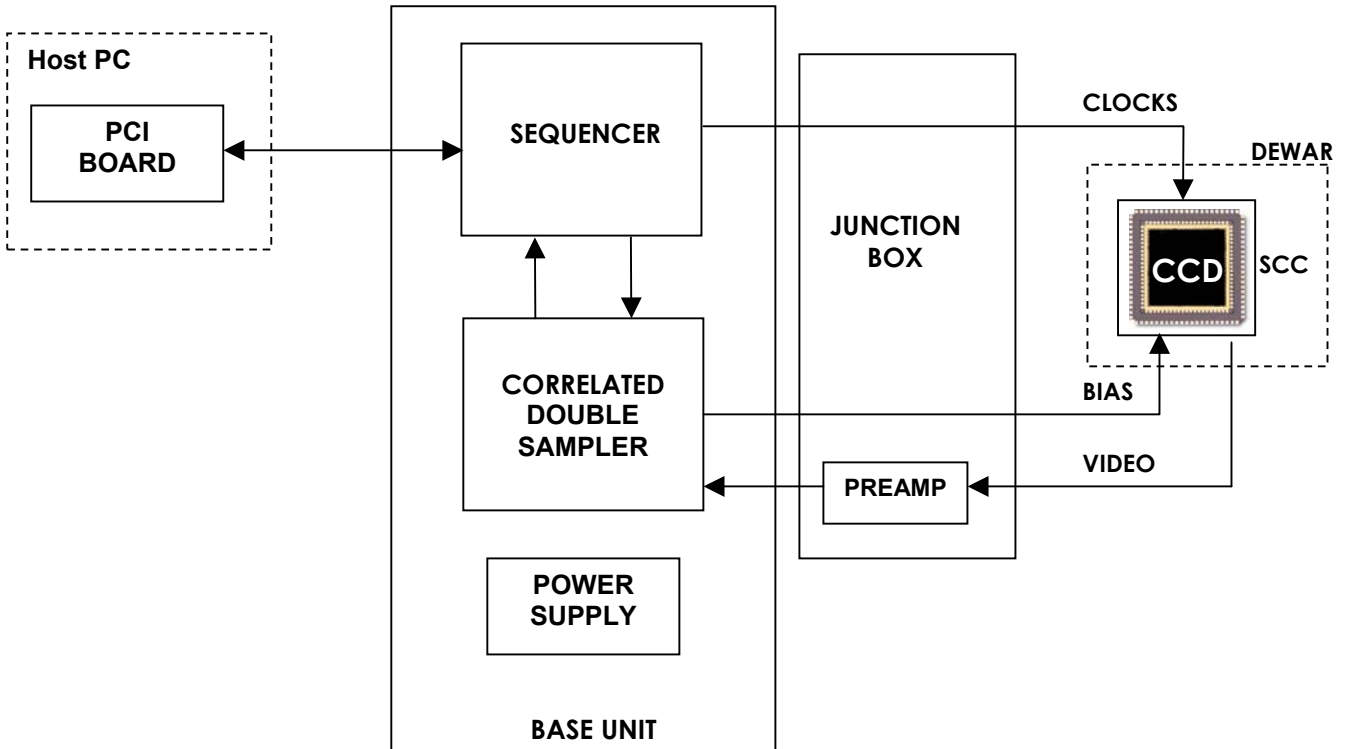 Host PC
PCI
BOARD
SEQUENCER
CORRELATED
DOUBLE
SAMPLER
POWER
SUPPLY
BASE UNIT
JUNCTION
BOX
PREAMP
CLOCKS
DEWAR
CCD
SCC
BIAS
VIDEO